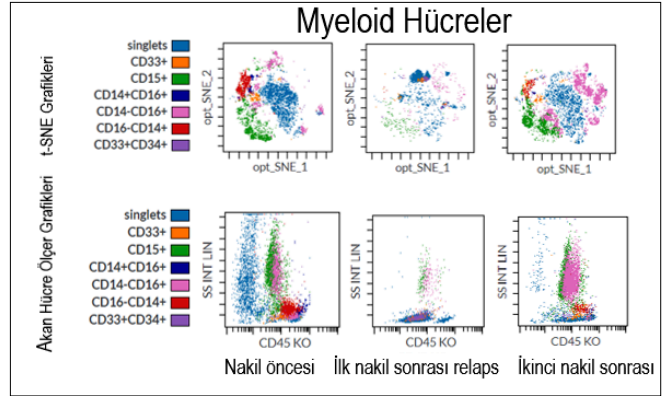 Myeloid Hücreler
t-SNE Grafikleri
singlets
CD33+
CD15+
CD14+CD16+
CD14-CD16+
CD16-CD14+
CD33+CD34+
opt_SNE_2
opt_SNE_1
opt_SNE_2
opt_SNE_1
opt_SNE_2
opt_SNE_1
Akan Hücre Ölçer Grafikleri
singlets
CD33+
CD15+
CD14+CD16+
CD14-CD16+
CD16-CD14+
CD33+CD34+
SS INT LIN
CD45 KO
SS INT LIN
CD45 KO
SS INT LIN
CD45 KO
Nakil öncesi
İlk nakil sonrası relaps
İkinci nakil sonrası